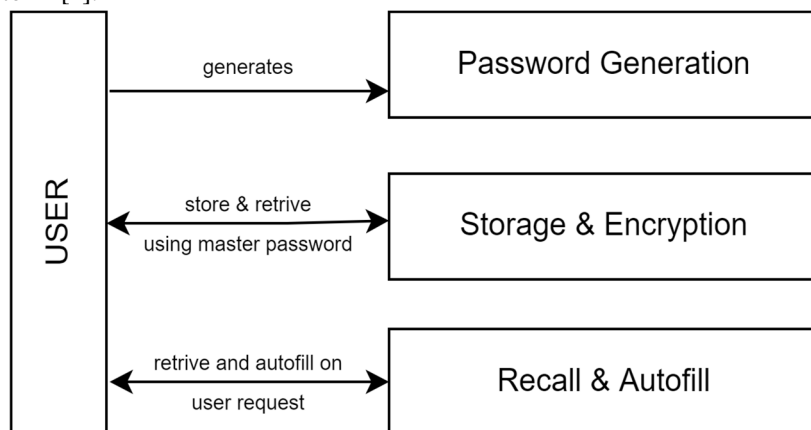 generates
Password Generation
USER
store & retrive
using master password
Storage & Encryption
retrive and autofill on
user request
Recall & Autofill